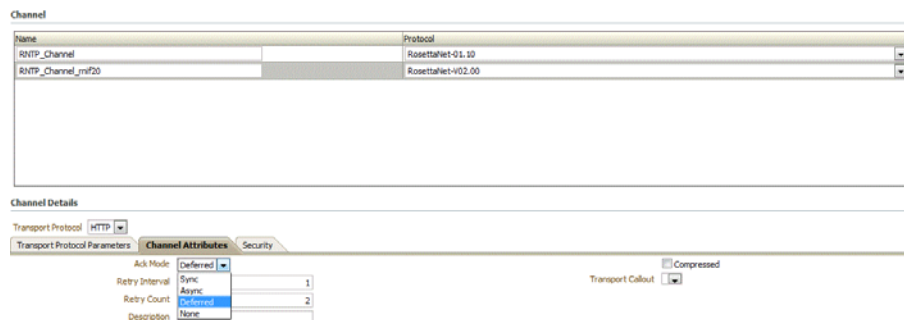 Channel
Name Protocol
RNTP_Channel RosettaNet-01.10
RNTP_Channel_rnif20 RosettaNet-V02.00
Channel Details
Transport Protocol HTTP
Transport Protocol Parameters Channel Attributes Security
Ack Mode Deferred Compressed
Sync
Retry Interval 1 Transport Callout
Async
Retry Count Deferred 2
Description None